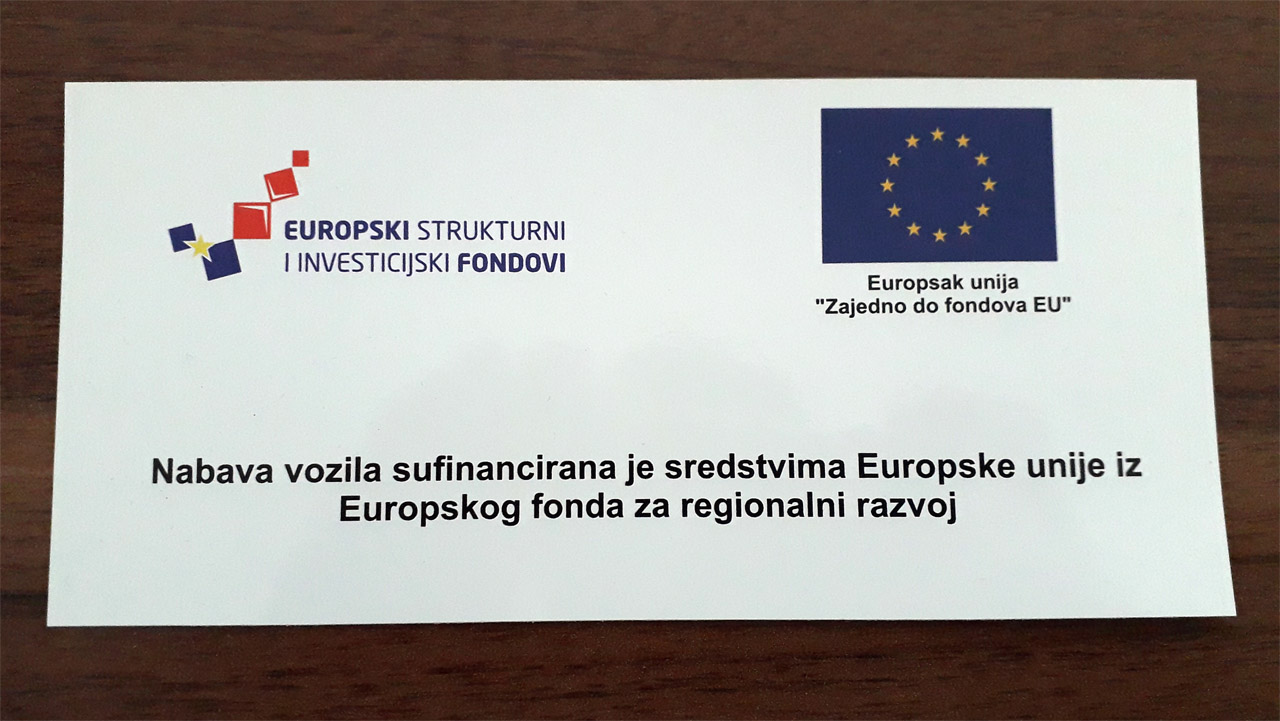 EUROPSKI STRUKTURNI
I INVESTICIJSKI FONDOVI
Europsak unija
"Zajedno do fondova EU"
Nabava vozila sufinancirana je sredstvima Europske unije iz
Europskog fonda za regionalni razvoj